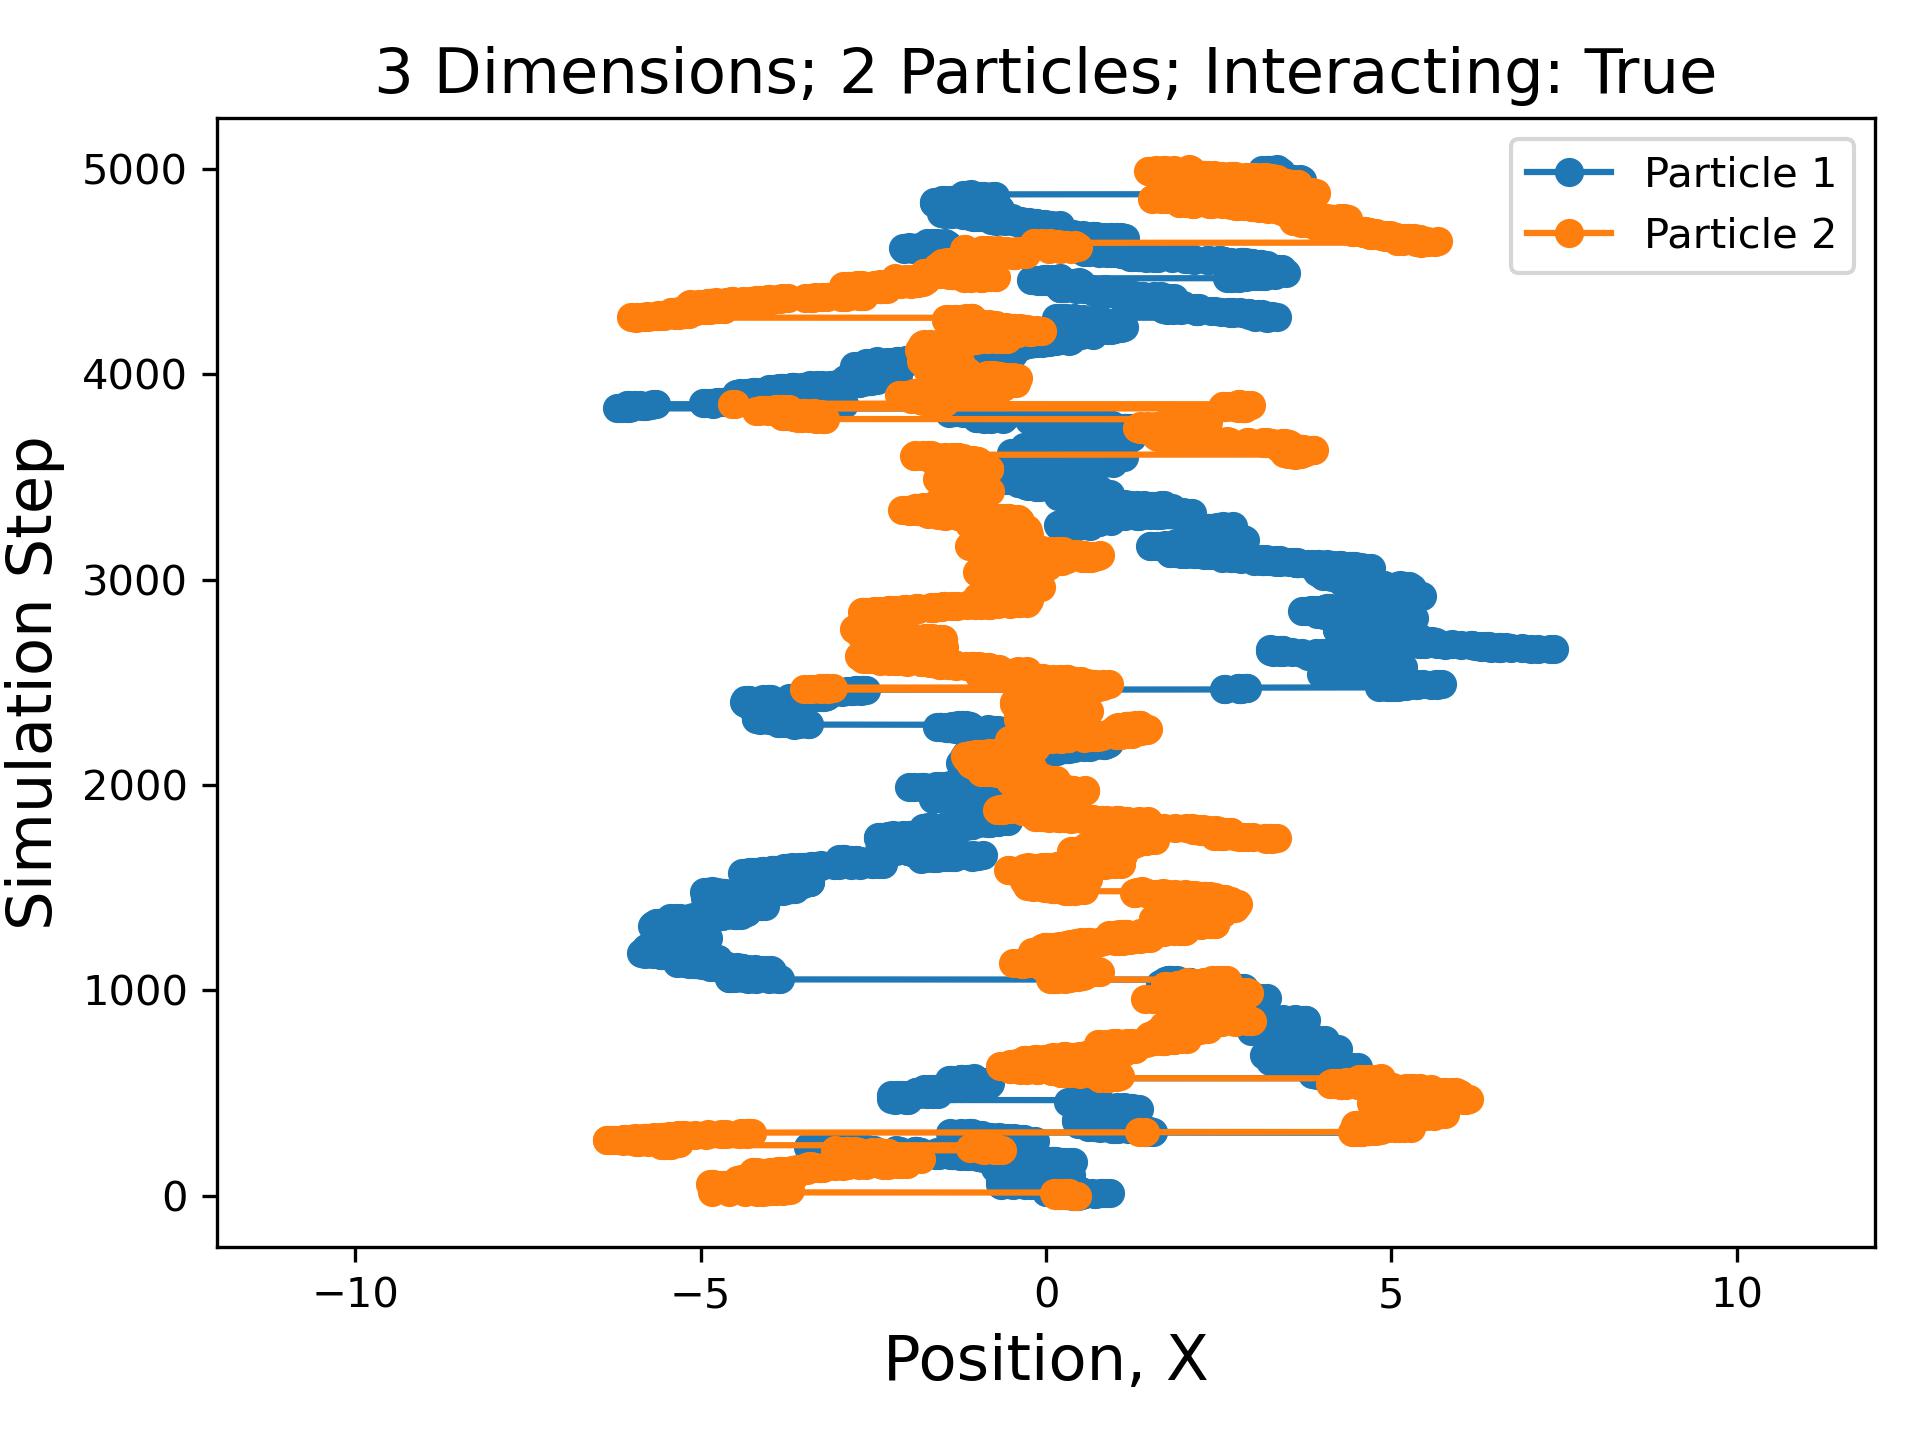 3 Dimensions; 2 Particles; Interacting: True
Particle 1
Particle 2
5000
4000
3000
2000
1000
0
Simulation Step
−10
−5
0
5
10
Position, X